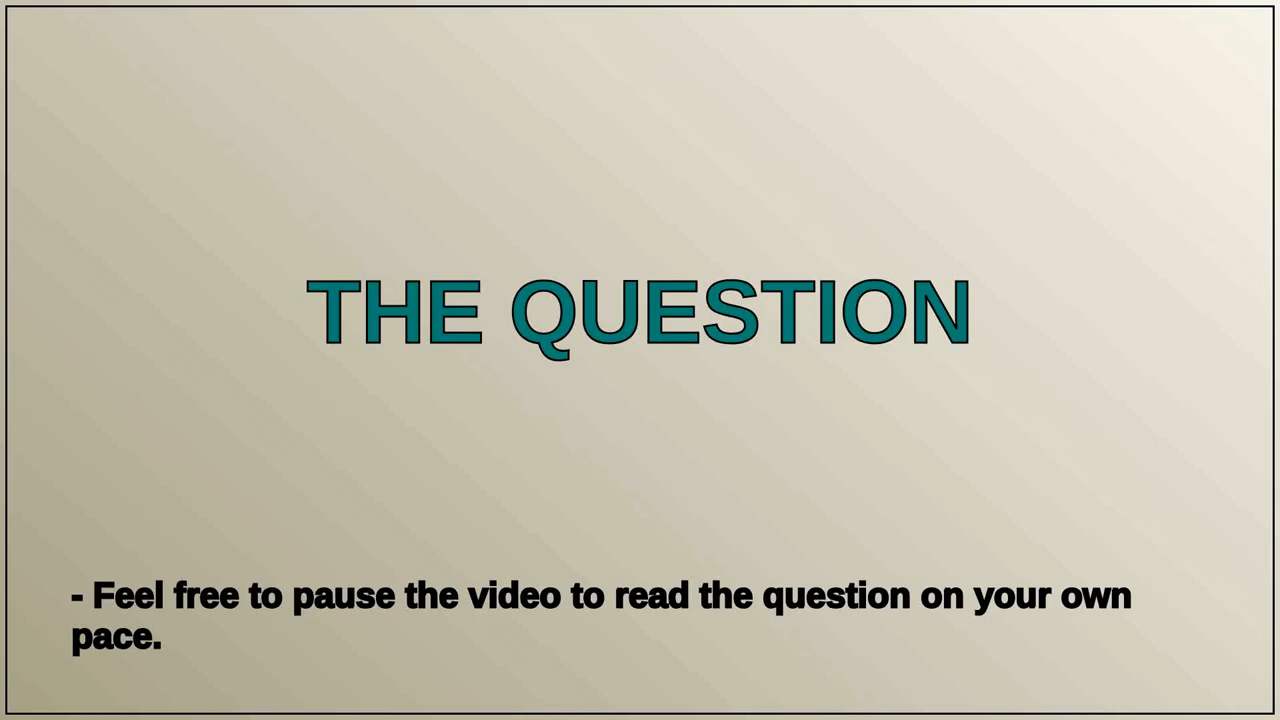 THE QUESTION
- Feel free to pause the video to read the question on your own
pace.